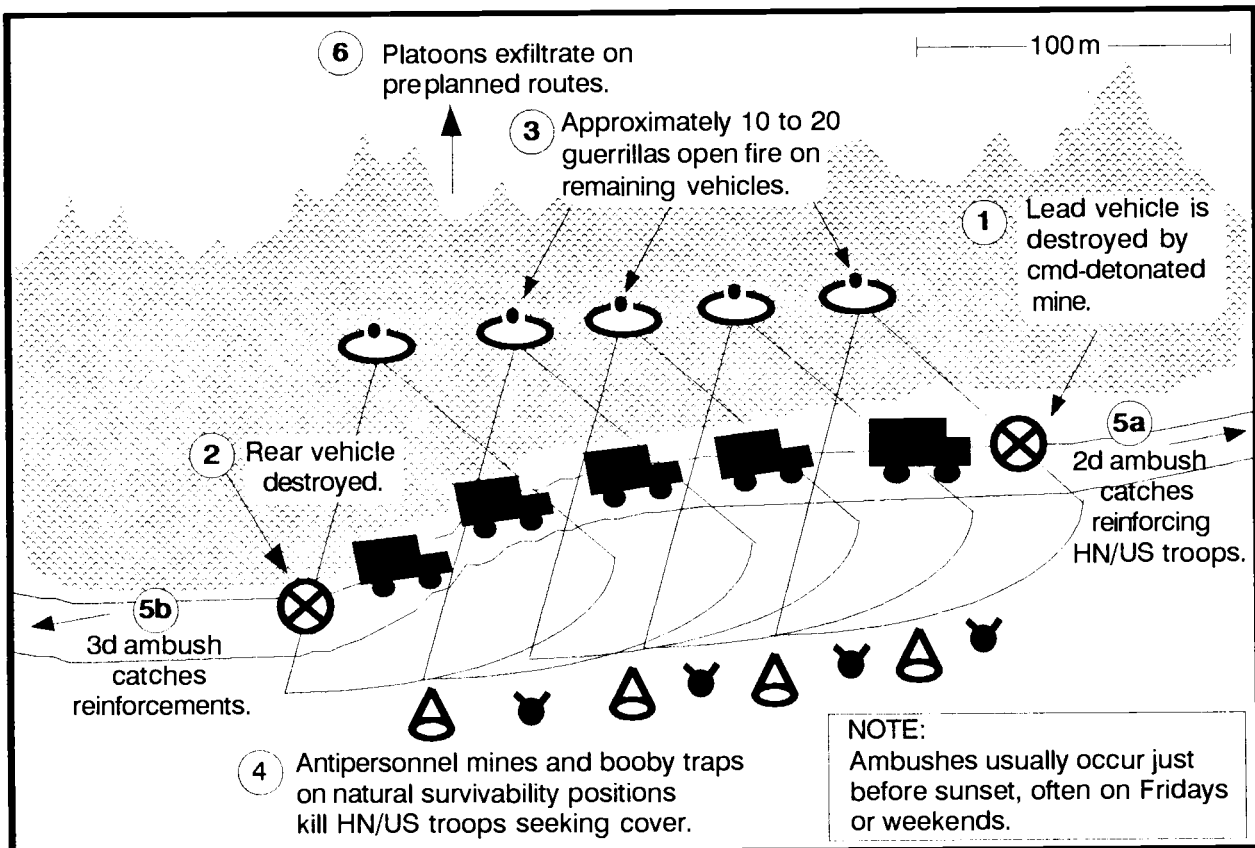 6 Platoons exfiltrate on
preplanned routes.
100 m
3 Approximately 10 to 20
guerrillas open fire on
remaining vehicles.
1 Lead vehicle is
destroyed by
cmd-detonated
mine.
2 Rear vehicle
destroyed.
5a
2d ambush
catches
reinforcing
HN/US troops.
5b
3d ambush
catches
reinforcements.
4 Antipersonnel mines and booby traps
on natural survivability positions
kill HN/US troops seeking cover.
NOTE:
Ambushes usually occur just
before sunset, often on Fridays
or weekends.